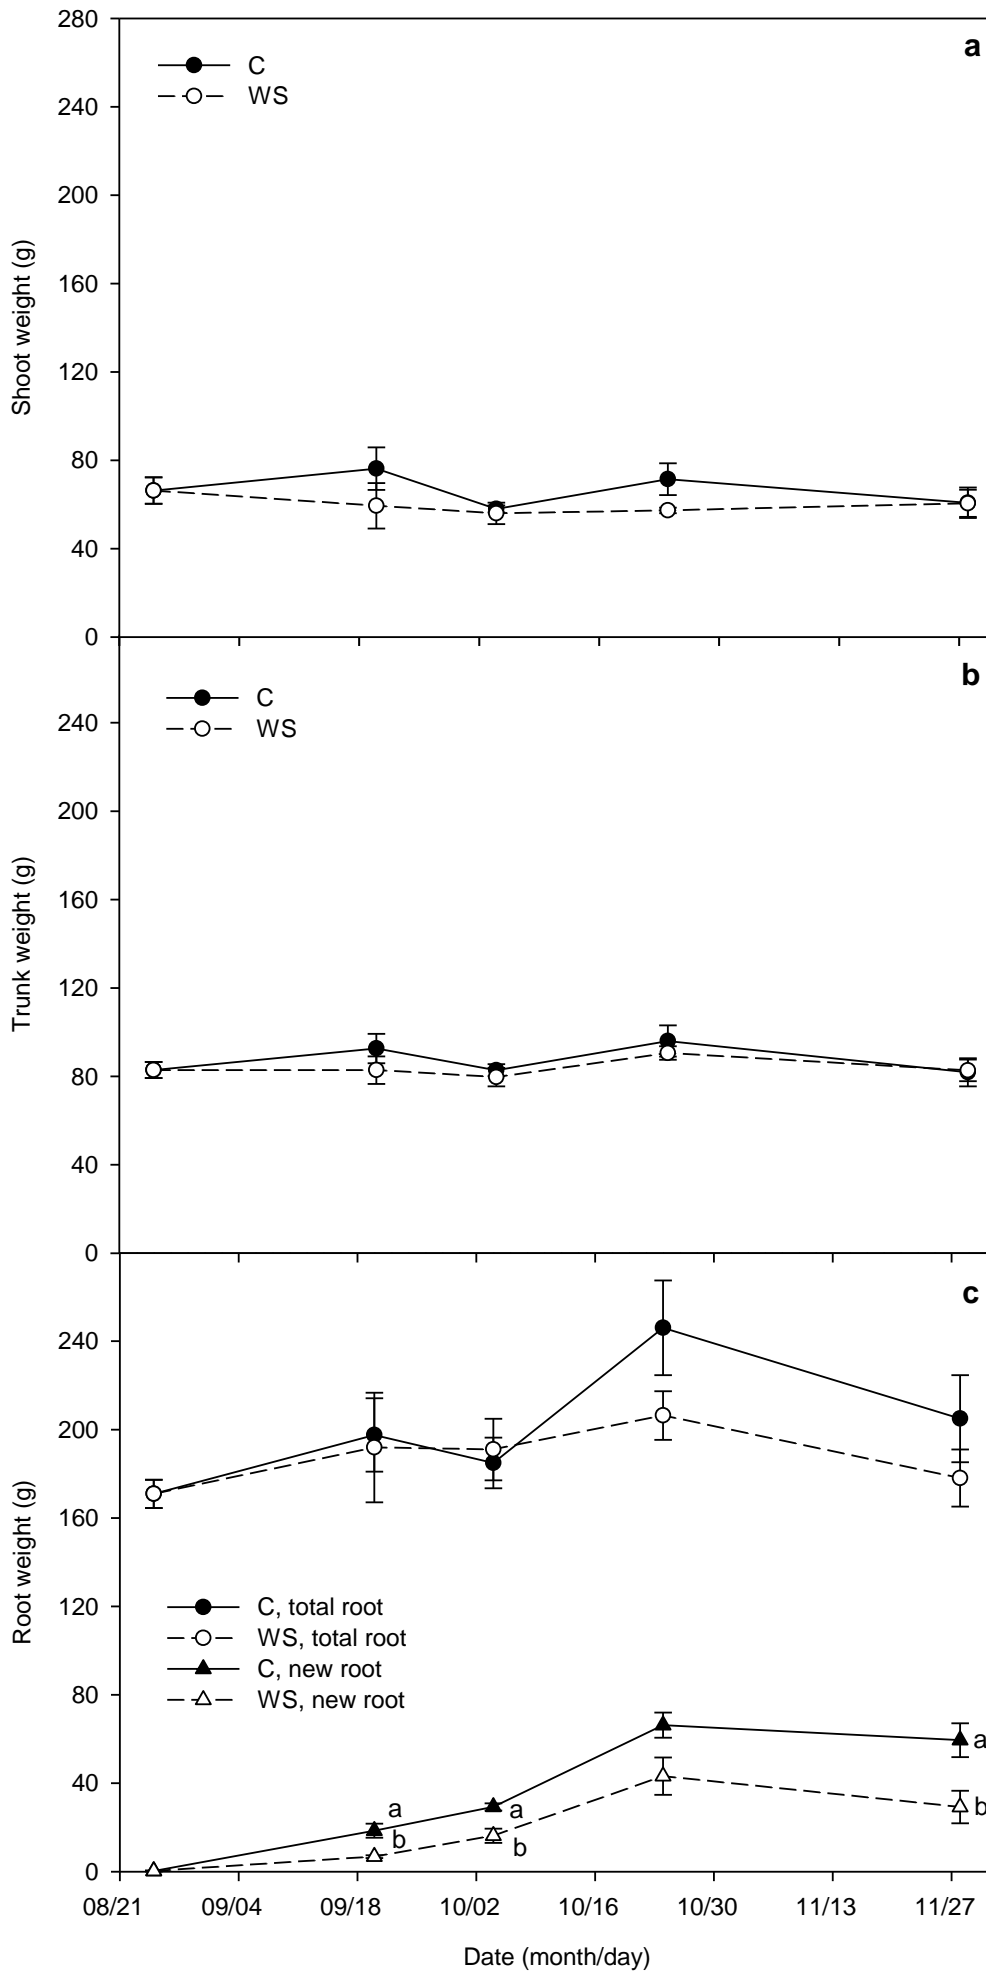 280
a
C
WS
240
200
160
120
80
40
0
Shoot weight (g)
b
C
WS
240
200
160
120
80
40
0
Trunk weight (g)
c
240
200
160
120
80
40
0
Root weight (g)
C, total root
WS, total root
C, new root
WS, new root
a
b
a
b
a
b
08/21 09/04 09/18 10/02 10/16 10/30 11/13 11/27
Date (month/day)